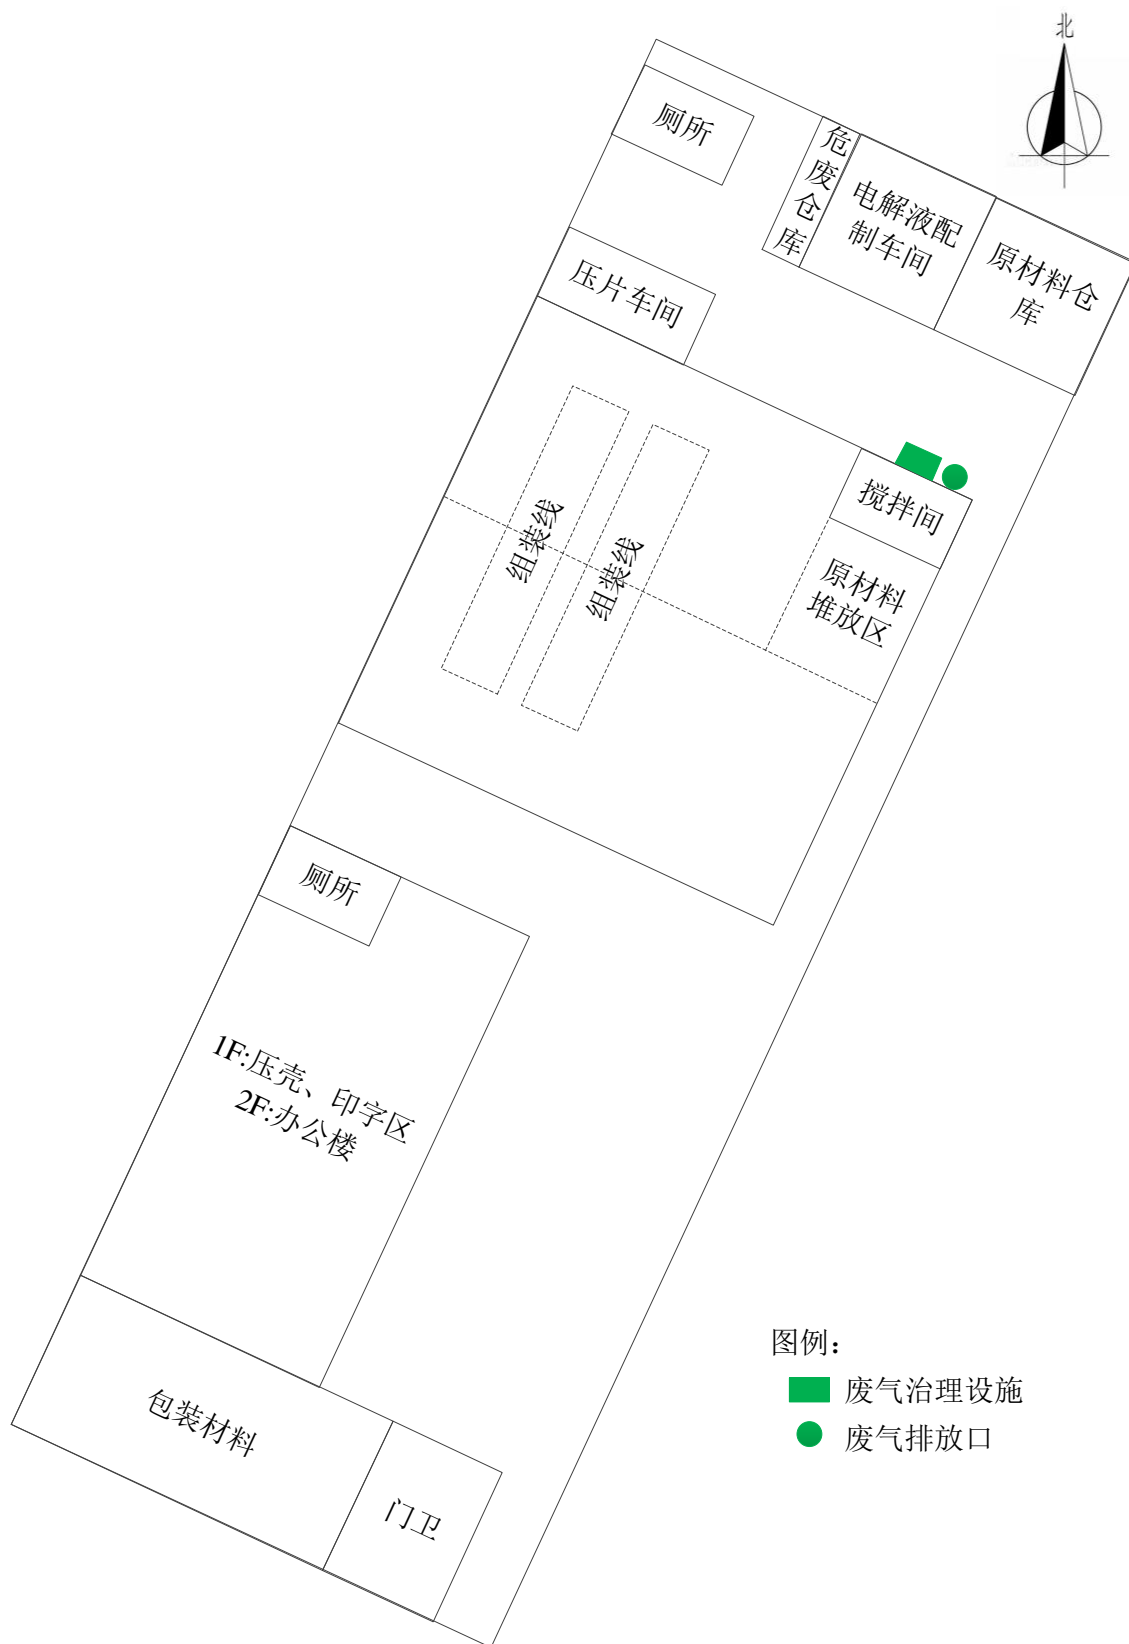 北
厕所
危废仓库
电解液配
制车间
原材料仓
库
压片车间
搅拌间
原材料
堆放区
组装线
组装线
厕所
1F:压壳、印字区
2F:办公楼
包装材料
门卫
图例：
废气治理设施
废气排放口